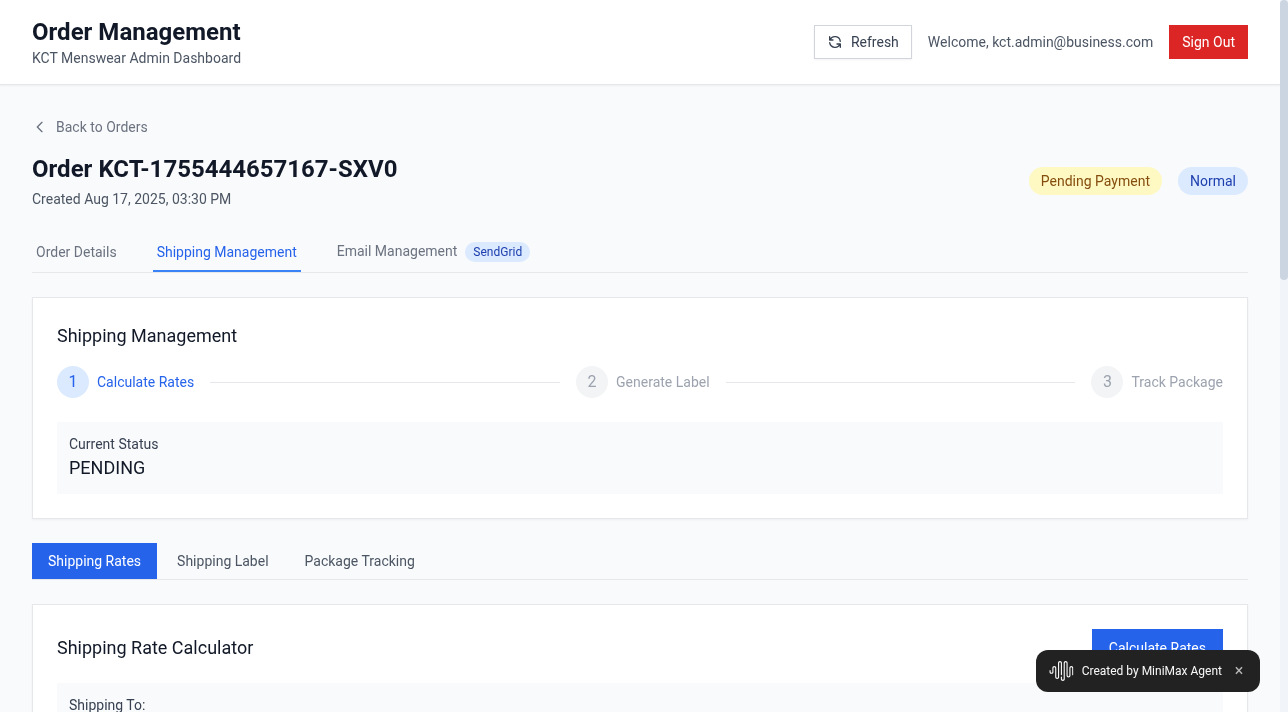 Order Management
KCT Menswear Admin Dashboard
Refresh
Welcome, kct.admin@business.com
Sign Out
Back to Orders
Order KCT-1755444657167-SXV0
Created Aug 17, 2025, 03:30 PM
Pending Payment
Normal
Order Details
Shipping Management
Email Management
SendGrid
Shipping Management
1
Calculate Rates
2
Generate Label
3
Track Package
Current Status
PENDING
Shipping Rates
Shipping Label
Package Tracking
Shipping Rate Calculator
Calculate Rates
Created by MiniMax Agent
×
Shipping To: